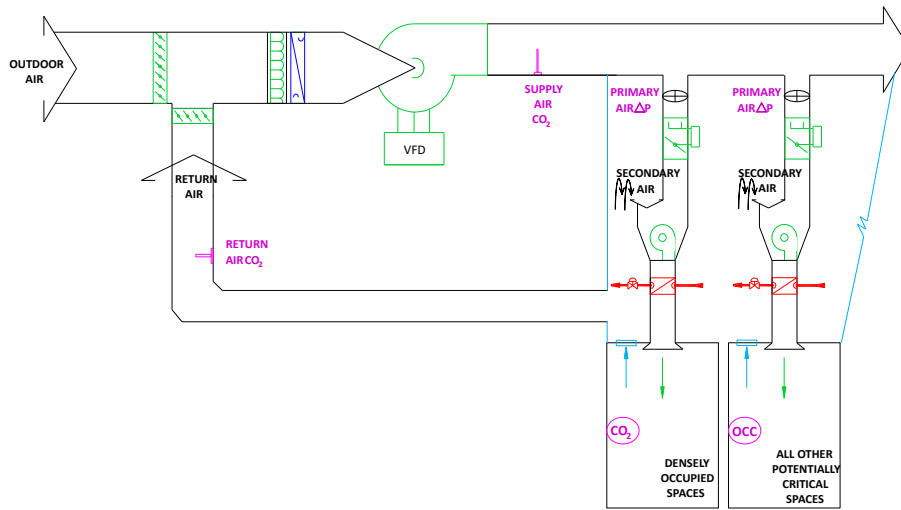 OUTDOOR
AIR
RETURN
AIR
RETURN
AIR CO₂
VFD
SUPPLY
AIR
CO₂
PRIMARY
AIR△P
SECONDARY
AIR
PRIMARY
AIR△P
SECONDARY
AIR
CO₂
DENSELY
OCCUPIED
SPACES
OCC
ALL OTHER
POTENTIALLY
CRITICAL
SPACES